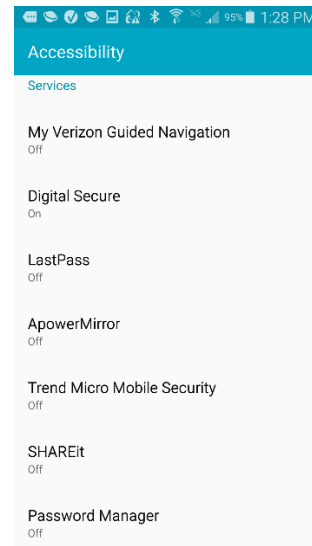 95% 1:28 PM
Accessibility
Services
My Verizon Guided Navigation
Off
Digital Secure
On
LastPass
Off
ApowerMirror
Off
Trend Micro Mobile Security
Off
SHAREit
Off
Password Manager
Off